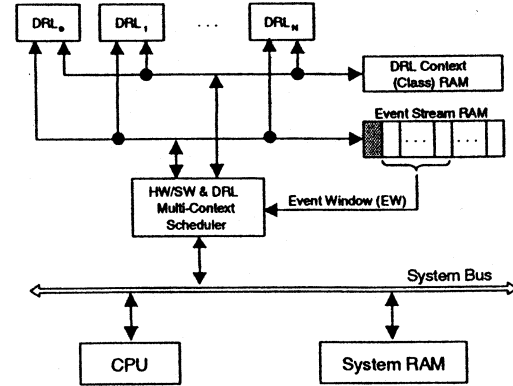 DRL₀ DRL₁ . . . DRL_N
DRL Context
(Class) RAM
Event Stream RAM
. . . . . .
HW/SW & DRL
Multi-Context
Scheduler
Event Window (EW)
System Bus
CPU
System RAM